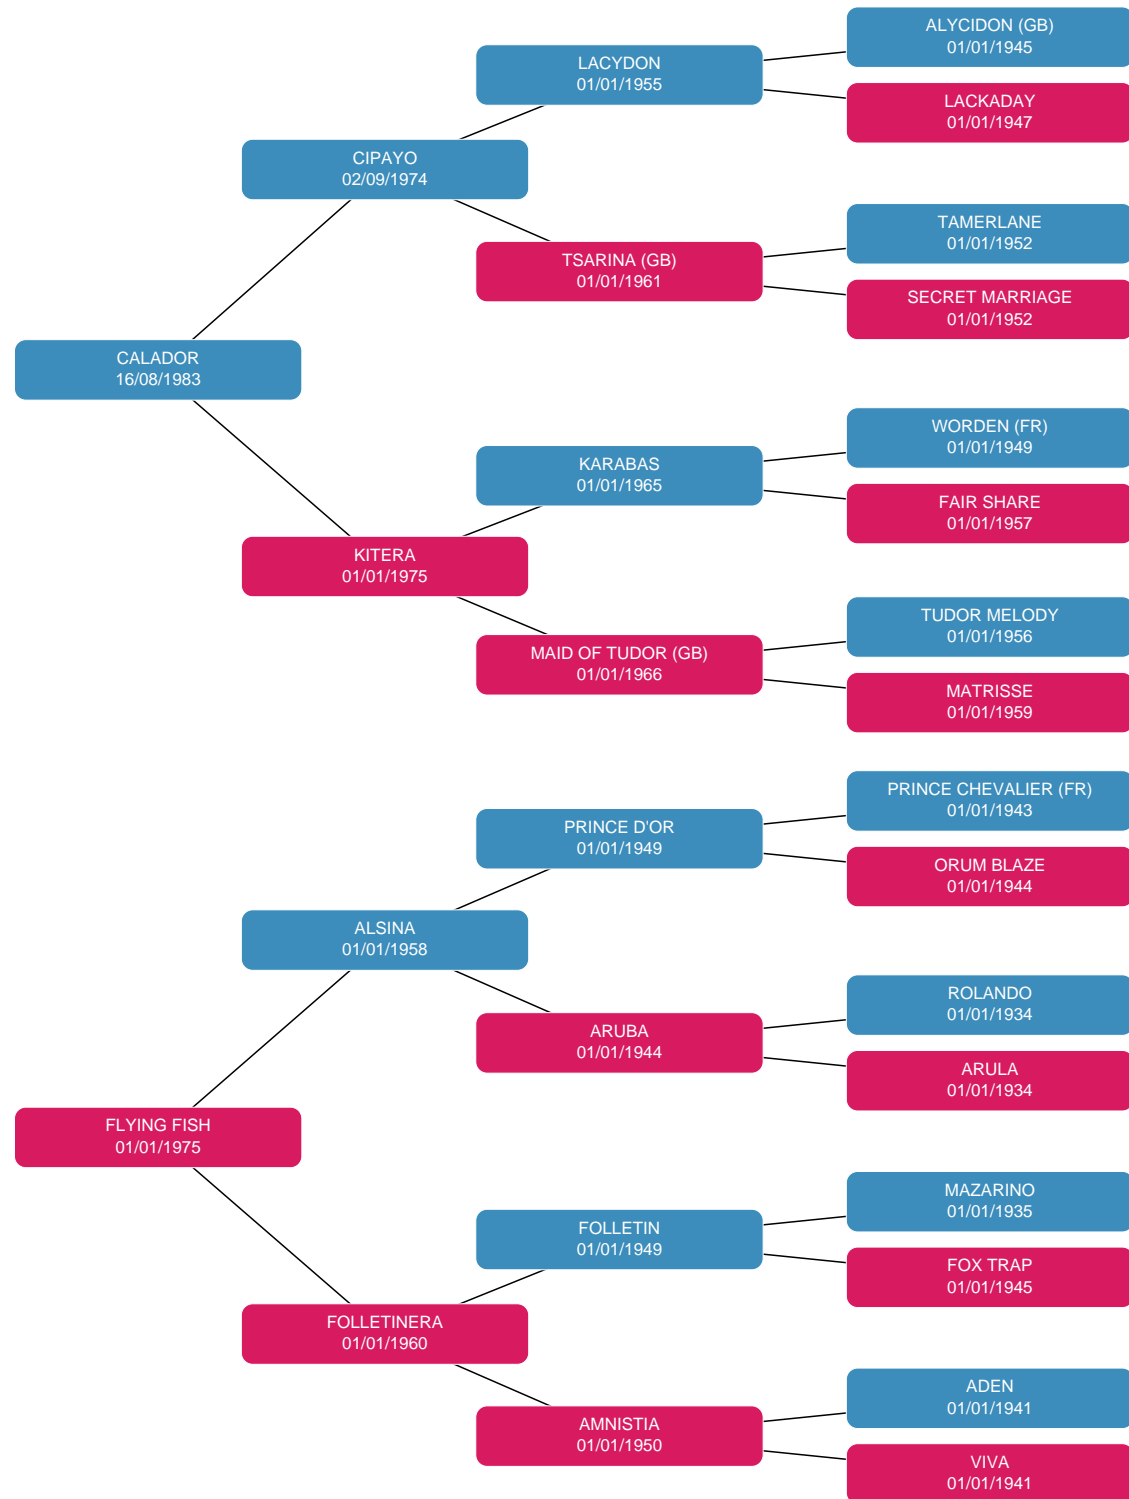 ALYCIDON (GB)
01/01/1945
LACYDON
01/01/1955
LACKADAY
01/01/1947
CIPAYO
02/09/1974
TAMERLANE
01/01/1952
TSARINA (GB)
01/01/1961
SECRET MARRIAGE
01/01/1952
CALADOR
16/08/1983
WORDEN (FR)
01/01/1949
KARABAS
01/01/1965
FAIR SHARE
01/01/1957
KITERA
01/01/1975
TUDOR MELODY
01/01/1956
MAID OF TUDOR (GB)
01/01/1966
MATRISSE
01/01/1959
PRINCE CHEVALIER (FR)
01/01/1943
PRINCE D'OR
01/01/1949
ORUM BLAZE
01/01/1944
ALSINA
01/01/1958
ROLANDO
01/01/1934
ARUBA
01/01/1944
ARULA
01/01/1934
FLYING FISH
01/01/1975
MAZARINO
01/01/1935
FOLLETIN
01/01/1949
FOX TRAP
01/01/1945
FOLLETINERA
01/01/1960
ADEN
01/01/1941
AMNISTIA
01/01/1950
VIVA
01/01/1941